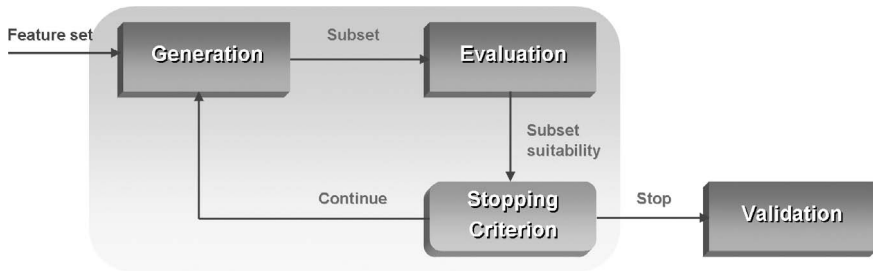 Feature set
Generation
Subset
Evaluation
Subset
suitability
Continue
Stopping
Criterion
Stop
Validation